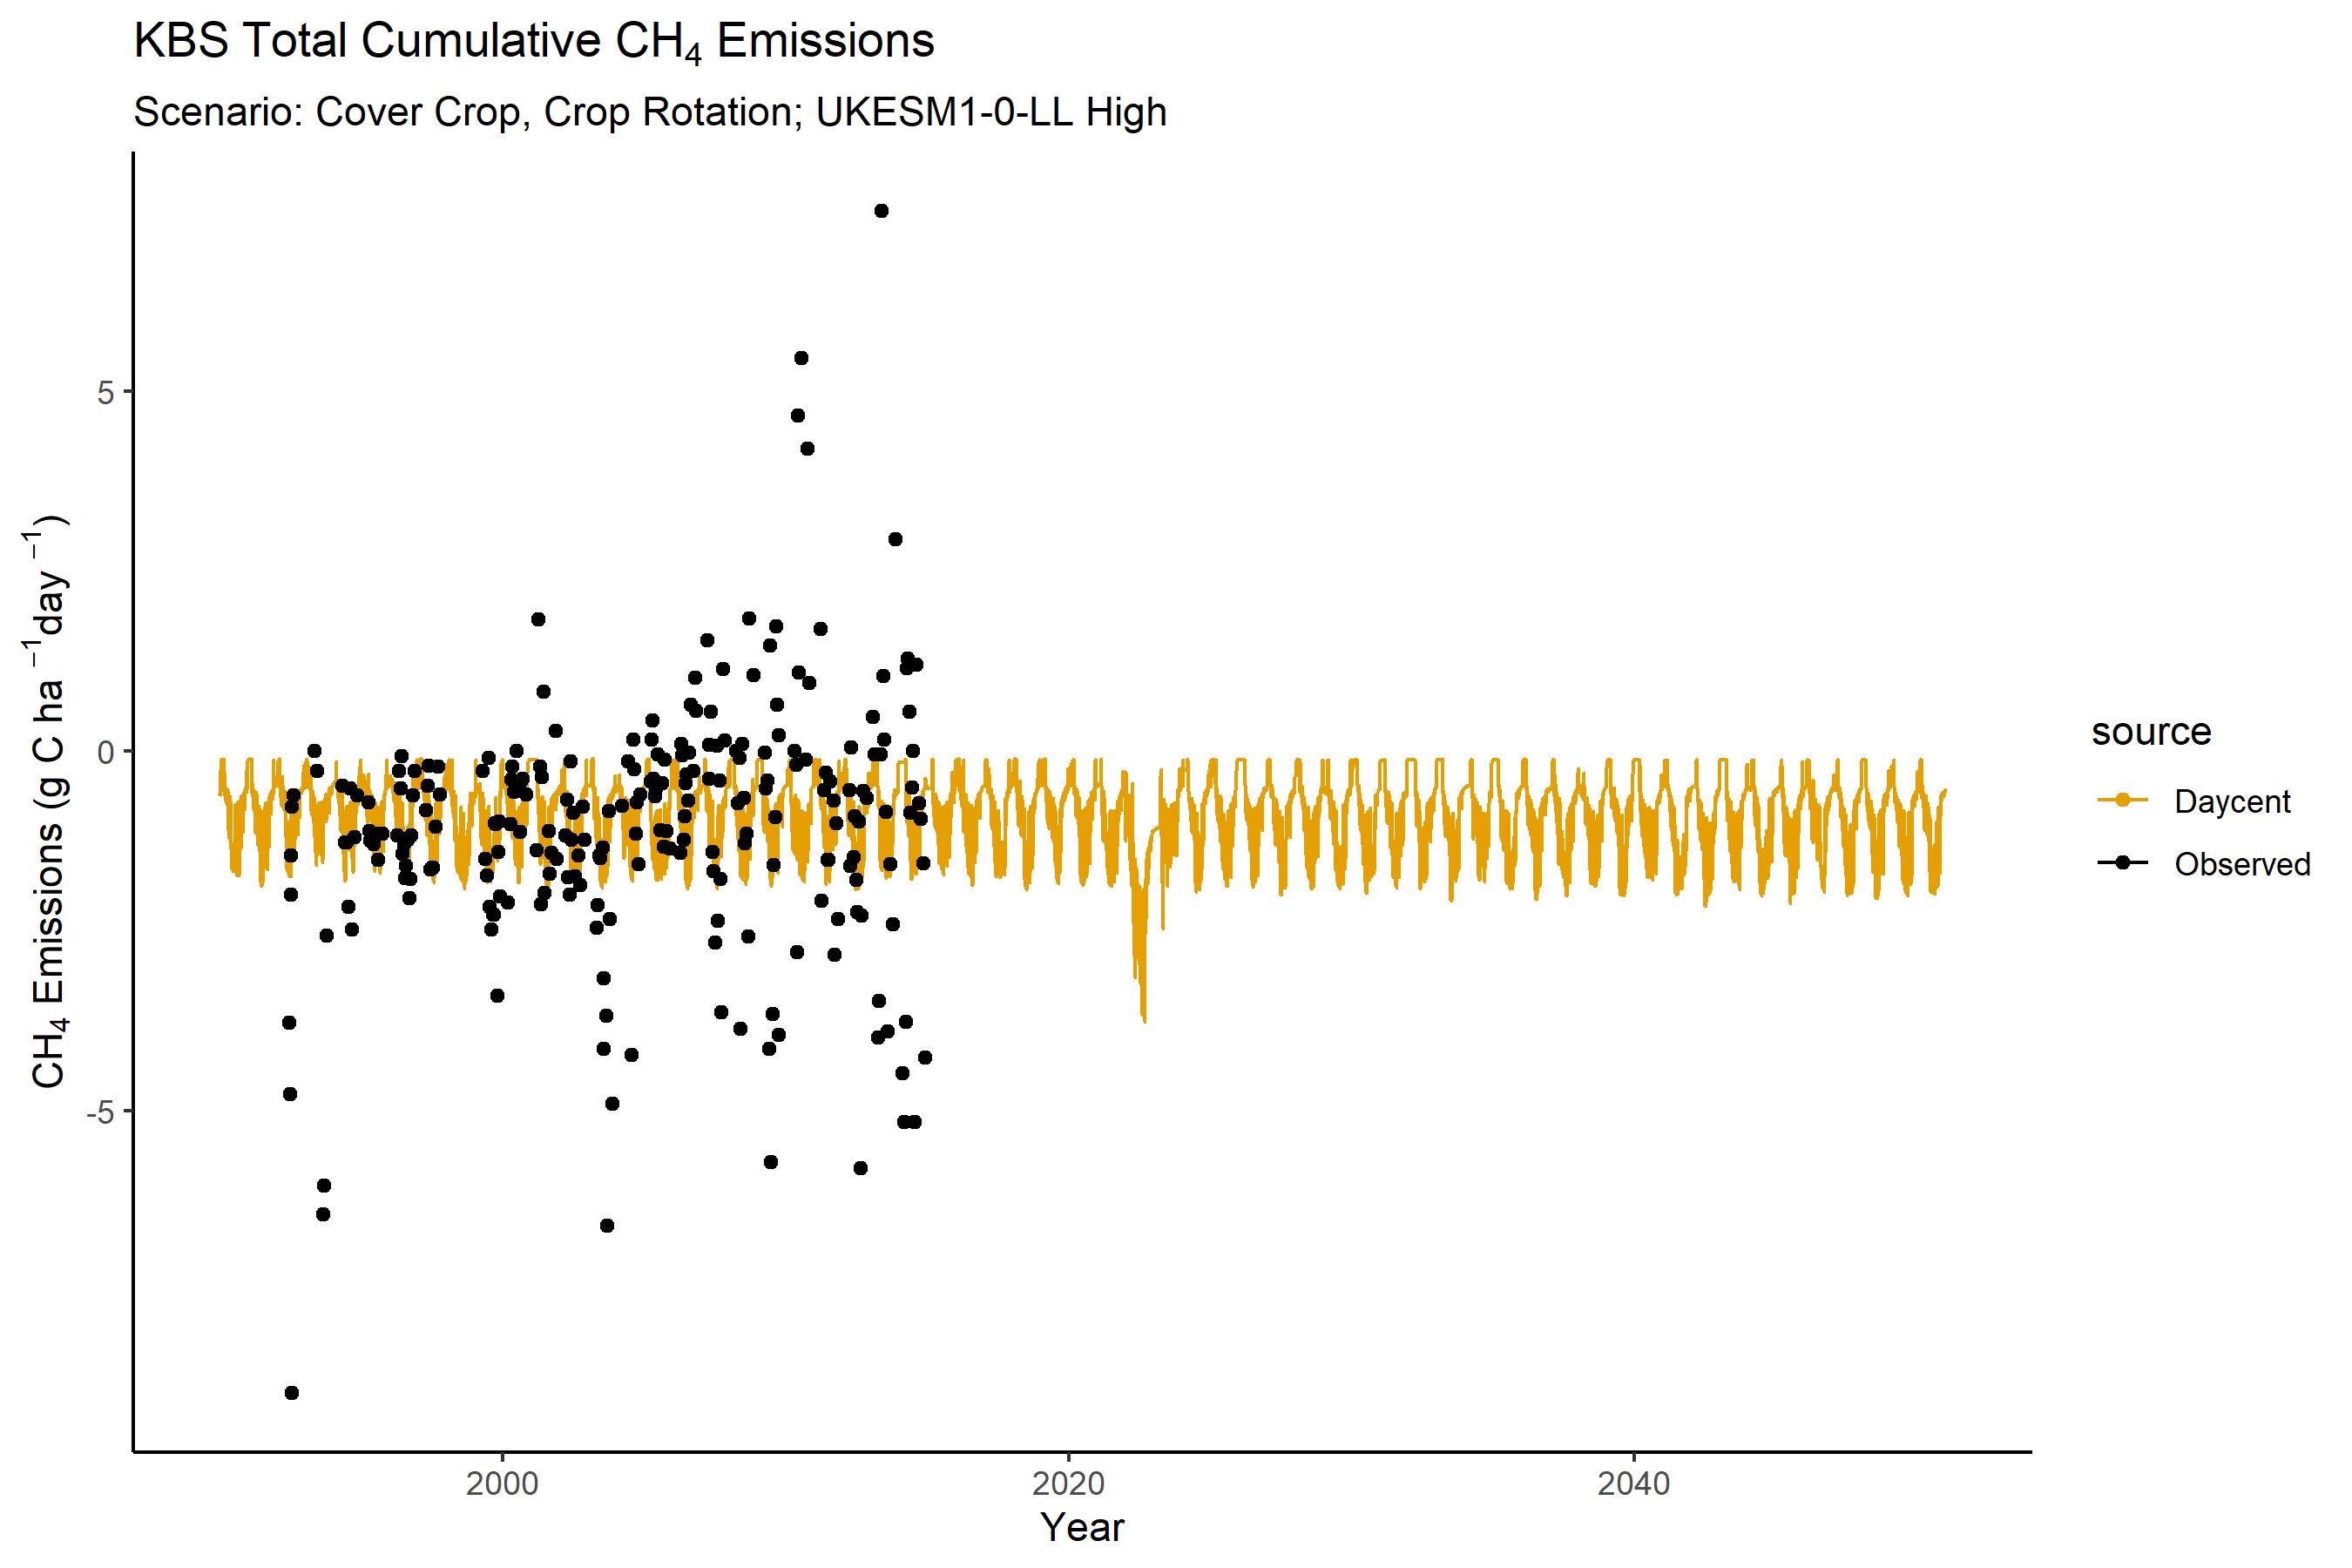 KBS Total Cumulative CH₄ Emissions
Scenario: Cover Crop, Crop Rotation; UKESM1-0-LL High
CH₄ Emissions (g C ha ⁻¹day ⁻¹)
5
0
-5
2000
2020
2040
Year
source
Daycent
Observed